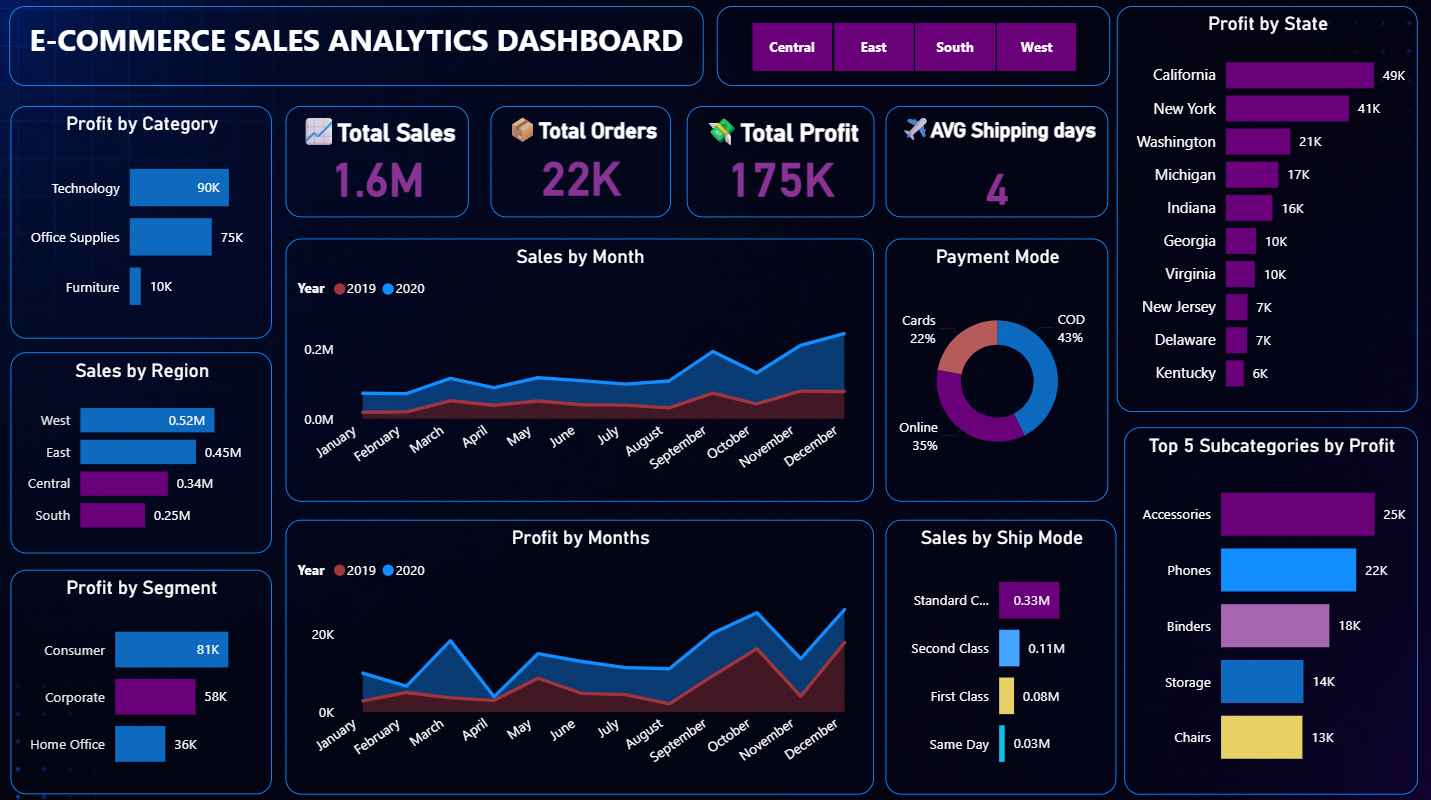 E-COMMERCE SALES ANALYTICS DASHBOARD
Central East South West
Profit by State
California 49K
New York 41K
Washington 21K
Michigan 17K
Indiana 16K
Georgia 10K
Virginia 10K
New Jersey 7K
Delaware 7K
Kentucky 6K
Profit by Category
Technology 90K
Office Supplies 75K
Furniture 10K
Total Sales
1.6M
Total Orders
22K
Total Profit
175K
AVG Shipping days
4
Sales by Region
West 0.52M
East 0.45M
Central 0.34M
South 0.25M
Sales by Month
Year 2019 2020
0.2M
0.0M
January February March April May June July August September October November December
Payment Mode
Cards
22%
COD
43%
Online
35%
Top 5 Subcategories by Profit
Accessories 25K
Phones 22K
Binders 18K
Storage 14K
Chairs 13K
Profit by Segment
Consumer 81K
Corporate 58K
Home Office 36K
Profit by Months
Year 2019 2020
20K
0K
January February March April May June July August September October November December
Sales by Ship Mode
Standard C... 0.33M
Second Class 0.11M
First Class 0.08M
Same Day 0.03M